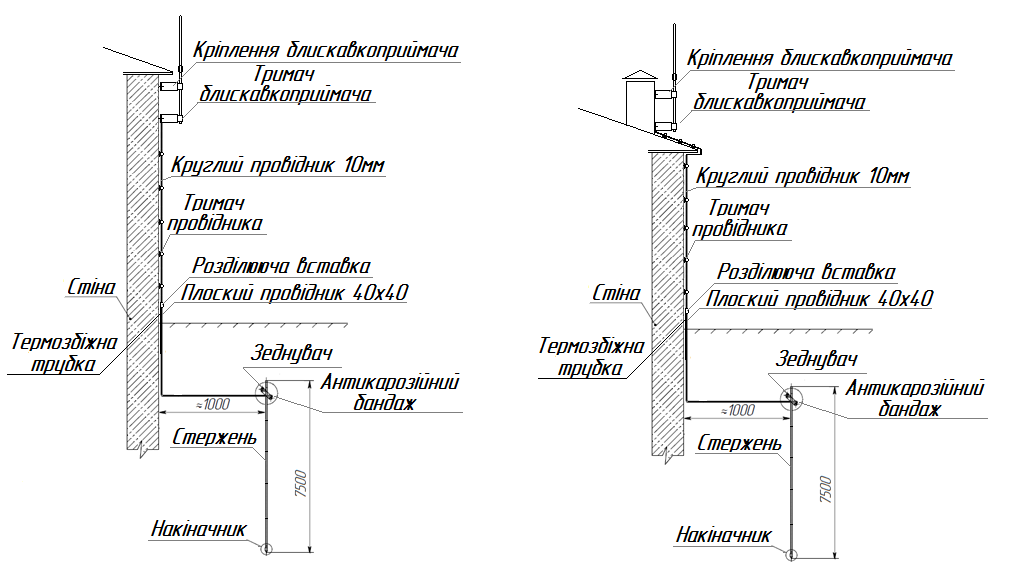 Кріплення блискавкоприймача
Тримач
блискавкоприймача
Круглий провідник 10мм
Тримач
провідника
Розділююча вставка
Плоский провідник 40х40
Стіна
Термозбіжна
трубка
Зеднувач
Антикарозійний
бандаж
≈1000
Стержень
7500
Накіначник
Кріплення блискавкоприймача
Тримач
блискавкоприймача
Круглий провідник 10мм
Тримач
провідника
Розділююча вставка
Плоский провідник 40х40
Стіна
Термозбіжна
трубка
Зеднувач
Антикарозійний
бандаж
≈1000
Стержень
7500
Накіначник